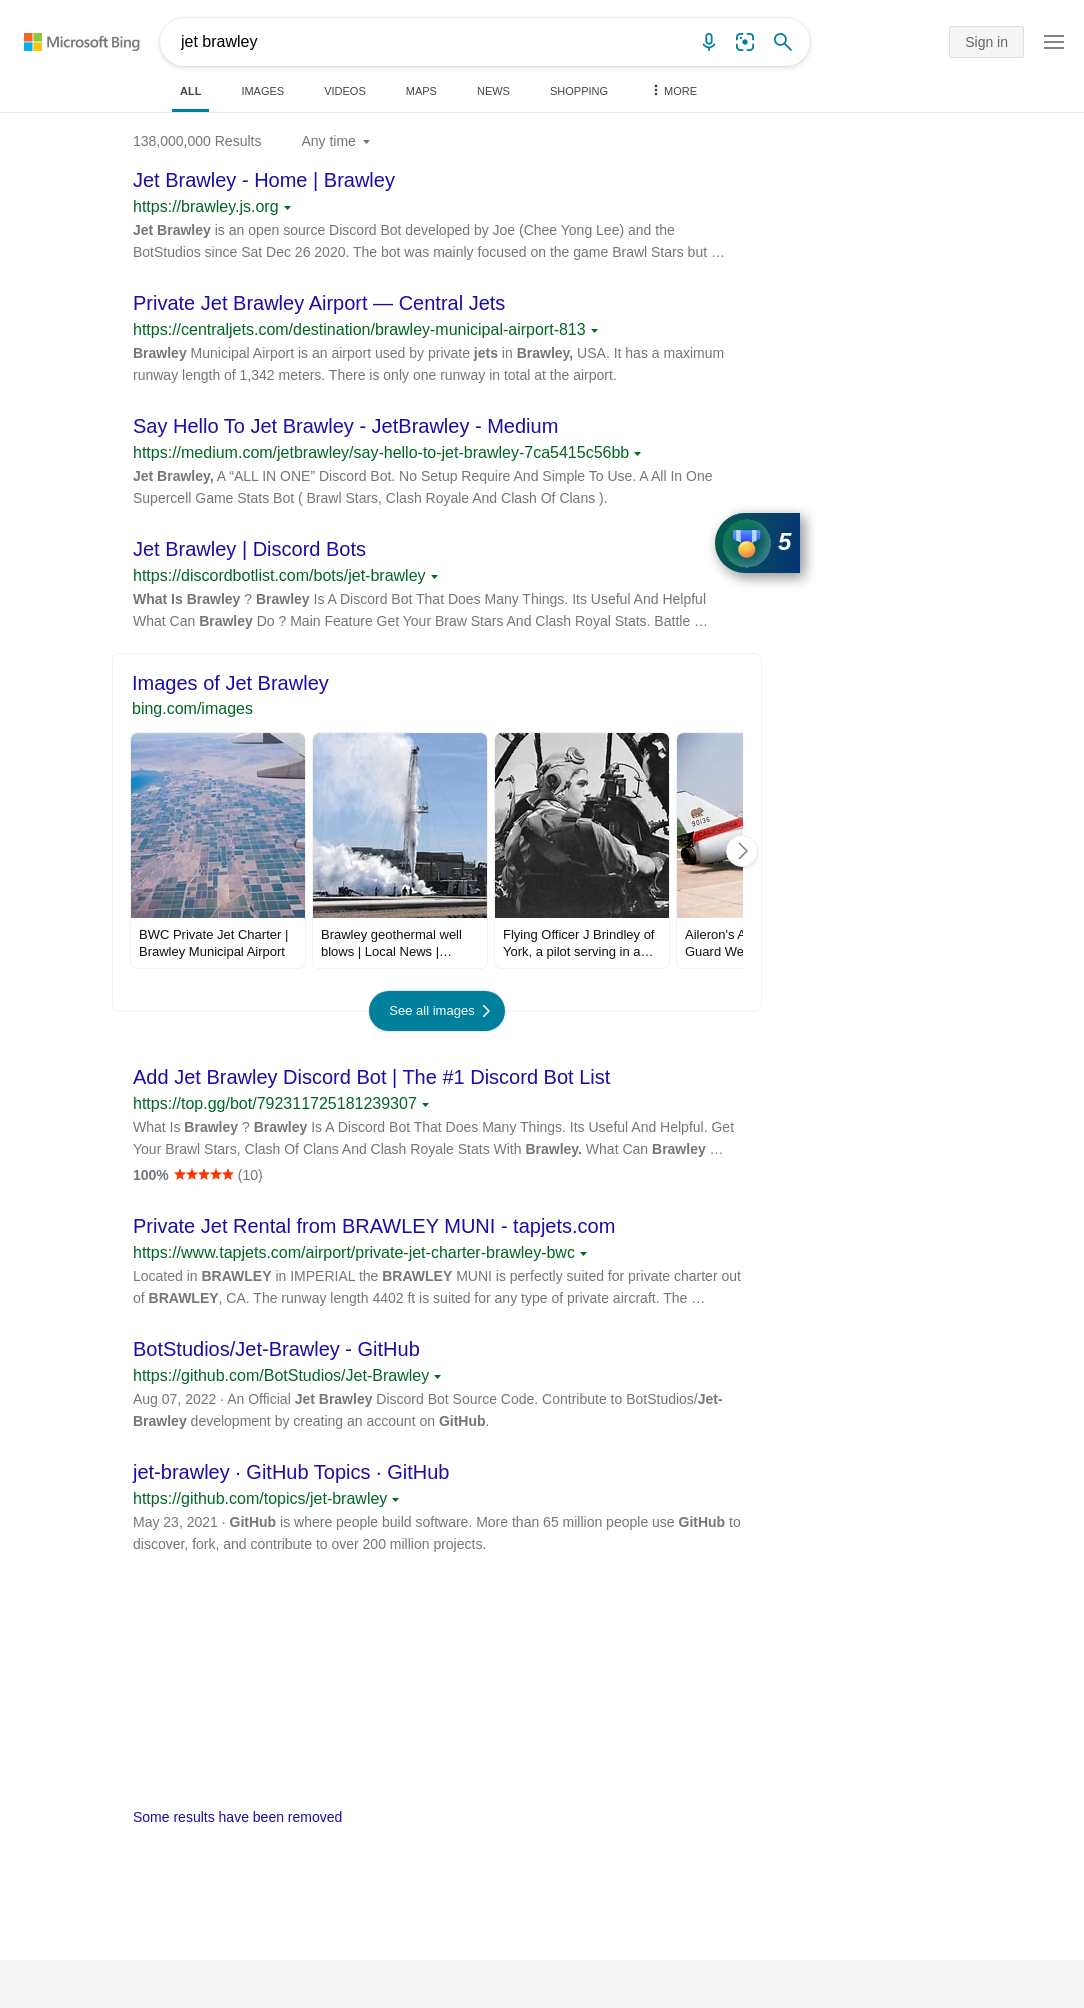 Microsoft Bing
jet brawley
Sign in
ALL IMAGES VIDEOS MAPS NEWS SHOPPING MORE
138,000,000 Results Any time
Jet Brawley - Home | Brawley
https://brawley.js.org
Jet Brawley is an open source Discord Bot developed by Joe (Chee Yong Lee) and the
BotStudios since Sat Dec 26 2020. The bot was mainly focused on the game Brawl Stars but …
Private Jet Brawley Airport — Central Jets
https://centraljets.com/destination/brawley-municipal-airport-813
Brawley Municipal Airport is an airport used by private jets in Brawley, USA. It has a maximum
runway length of 1,342 meters. There is only one runway in total at the airport.
Say Hello To Jet Brawley - JetBrawley - Medium
https://medium.com/jetbrawley/say-hello-to-jet-brawley-7ca5415c56bb
Jet Brawley, A “ALL IN ONE” Discord Bot. No Setup Require And Simple To Use. A All In One
Supercell Game Stats Bot ( Brawl Stars, Clash Royale And Clash Of Clans ).
5
Jet Brawley | Discord Bots
https://discordbotlist.com/bots/jet-brawley
What Is Brawley ? Brawley Is A Discord Bot That Does Many Things. Its Useful And Helpful
What Can Brawley Do ? Main Feature Get Your Braw Stars And Clash Royal Stats. Battle …
Images of Jet Brawley
bing.com/images
90136
CALIFORNIA
BWC Private Jet Charter |
Brawley Municipal Airport
Brawley geothermal well
blows | Local News |…
Flying Officer J Brindley of
York, a pilot serving in a…
Aileron's A
Guard We
See all images
Add Jet Brawley Discord Bot | The #1 Discord Bot List
https://top.gg/bot/792311725181239307
What Is Brawley ? Brawley Is A Discord Bot That Does Many Things. Its Useful And Helpful. Get
Your Brawl Stars, Clash Of Clans And Clash Royale Stats With Brawley. What Can Brawley …
100% (10)
Private Jet Rental from BRAWLEY MUNI - tapjets.com
https://www.tapjets.com/airport/private-jet-charter-brawley-bwc
Located in BRAWLEY in IMPERIAL the BRAWLEY MUNI is perfectly suited for private charter out
of BRAWLEY, CA. The runway length 4402 ft is suited for any type of private aircraft. The …
BotStudios/Jet-Brawley - GitHub
https://github.com/BotStudios/Jet-Brawley
Aug 07, 2022 · An Official Jet Brawley Discord Bot Source Code. Contribute to BotStudios/Jet-
Brawley development by creating an account on GitHub.
jet-brawley · GitHub Topics · GitHub
https://github.com/topics/jet-brawley
May 23, 2021 · GitHub is where people build software. More than 65 million people use GitHub to
discover, fork, and contribute to over 200 million projects.
Some results have been removed